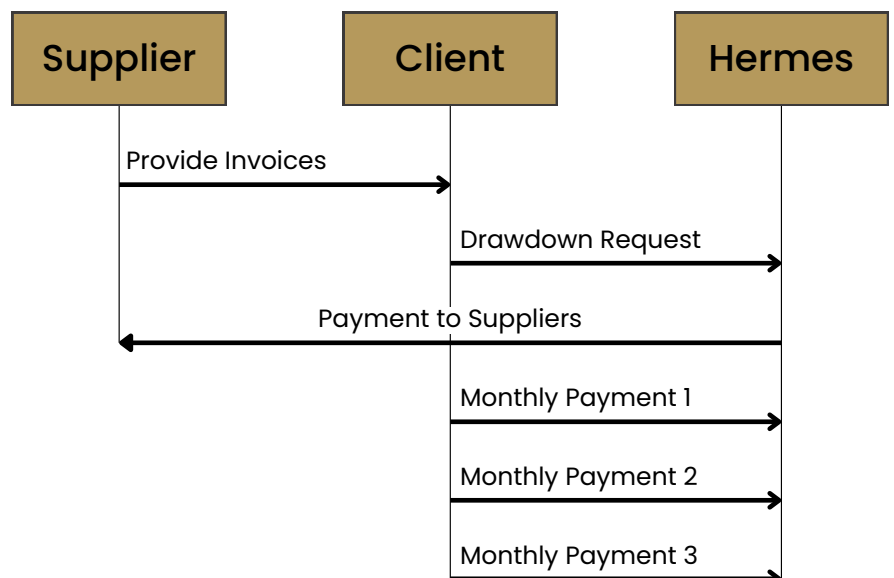 Supplier
Client
Hermes
Provide Invoices
Drawdown Request
Payment to Suppliers
Monthly Payment 1
Monthly Payment 2
Monthly Payment 3